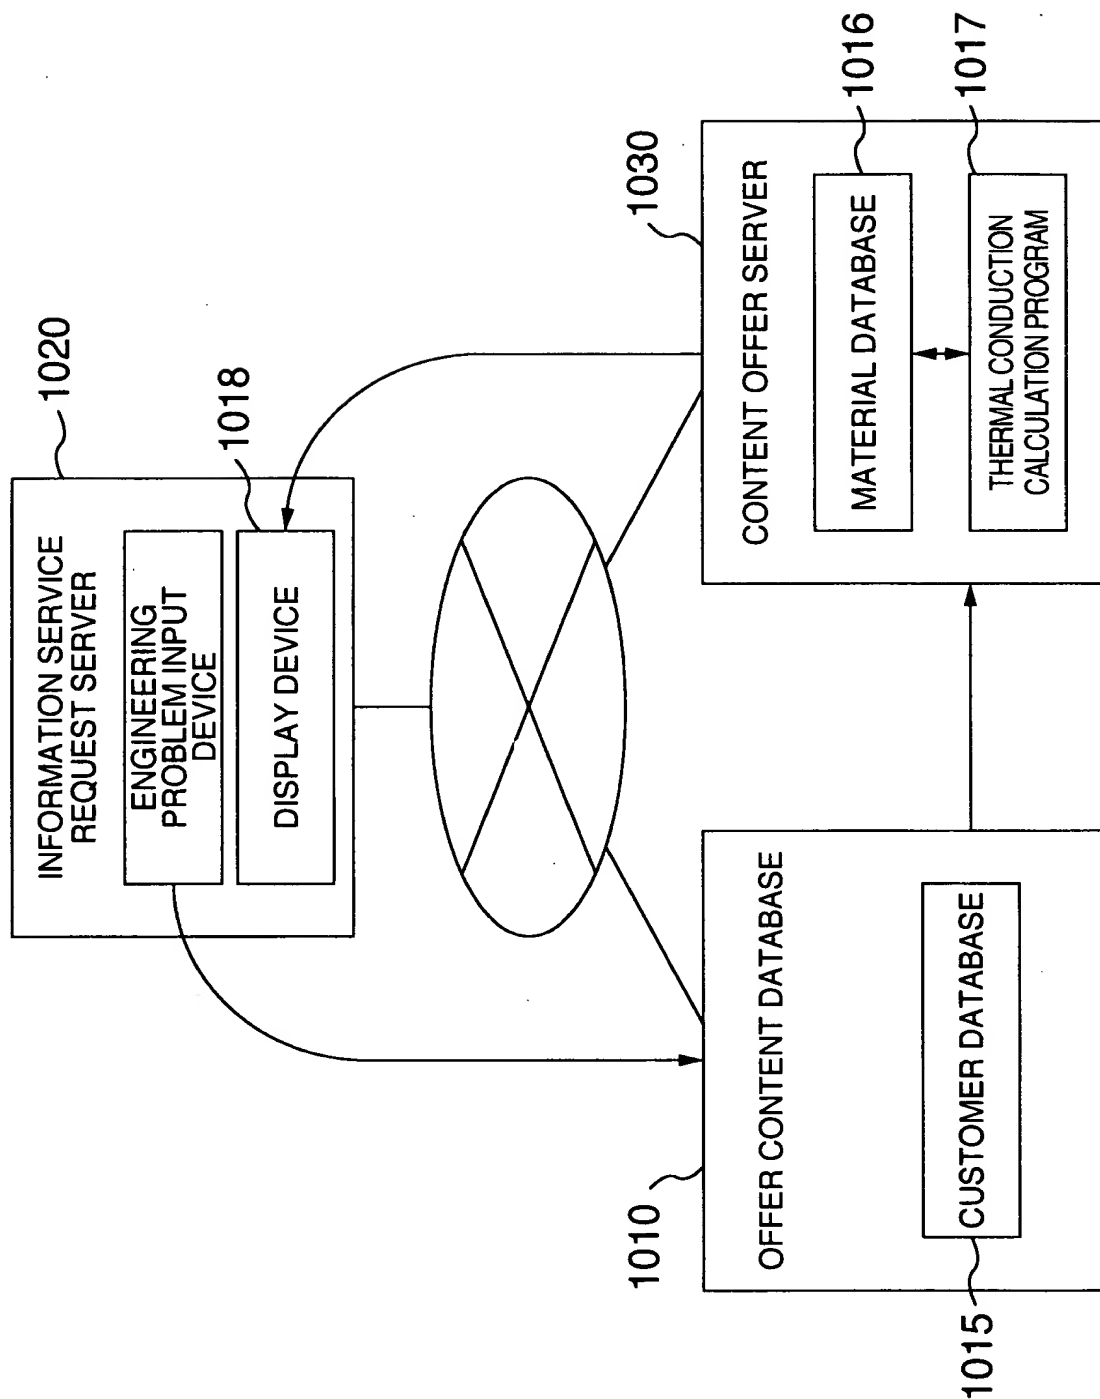 1020
INFORMATION SERVICE
REQUEST SERVER
ENGINEERING
PROBLEM INPUT
DEVICE
1018
DISPLAY DEVICE
1010
OFFER CONTENT DATABASE
1015
CUSTOMER DATABASE
1030
CONTENT OFFER SERVER
1016
MATERIAL DATABASE
1017
THERMAL CONDUCTION
CALCULATION PROGRAM